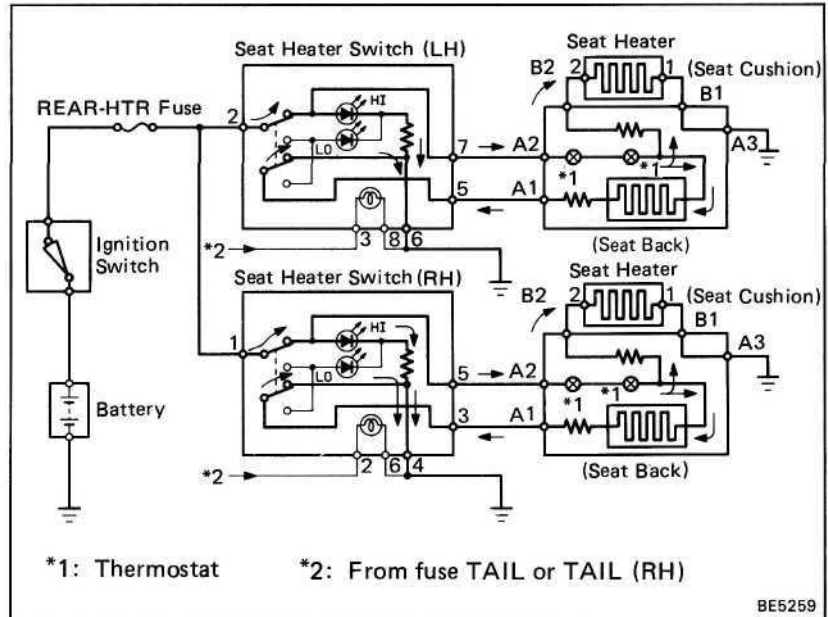 Seat Heater Switch (LH)
Seat Heater
(Seat Cushion)
B2
2
1
B1
REAR-HTR Fuse
2
HI
LO
7
A2
A3
5
A1
*1
*1
Ignition
Switch
*2
3
8
6
(Seat Back)
Seat Heater Switch (RH)
Seat Heater
(Seat Cushion)
B2
2
1
B1
1
HI
LO
5
A2
A3
3
A1
*1
*1
Battery
*2
2
6
4
(Seat Back)
*1: Thermostat
*2: From fuse TAIL or TAIL (RH)
BE5259